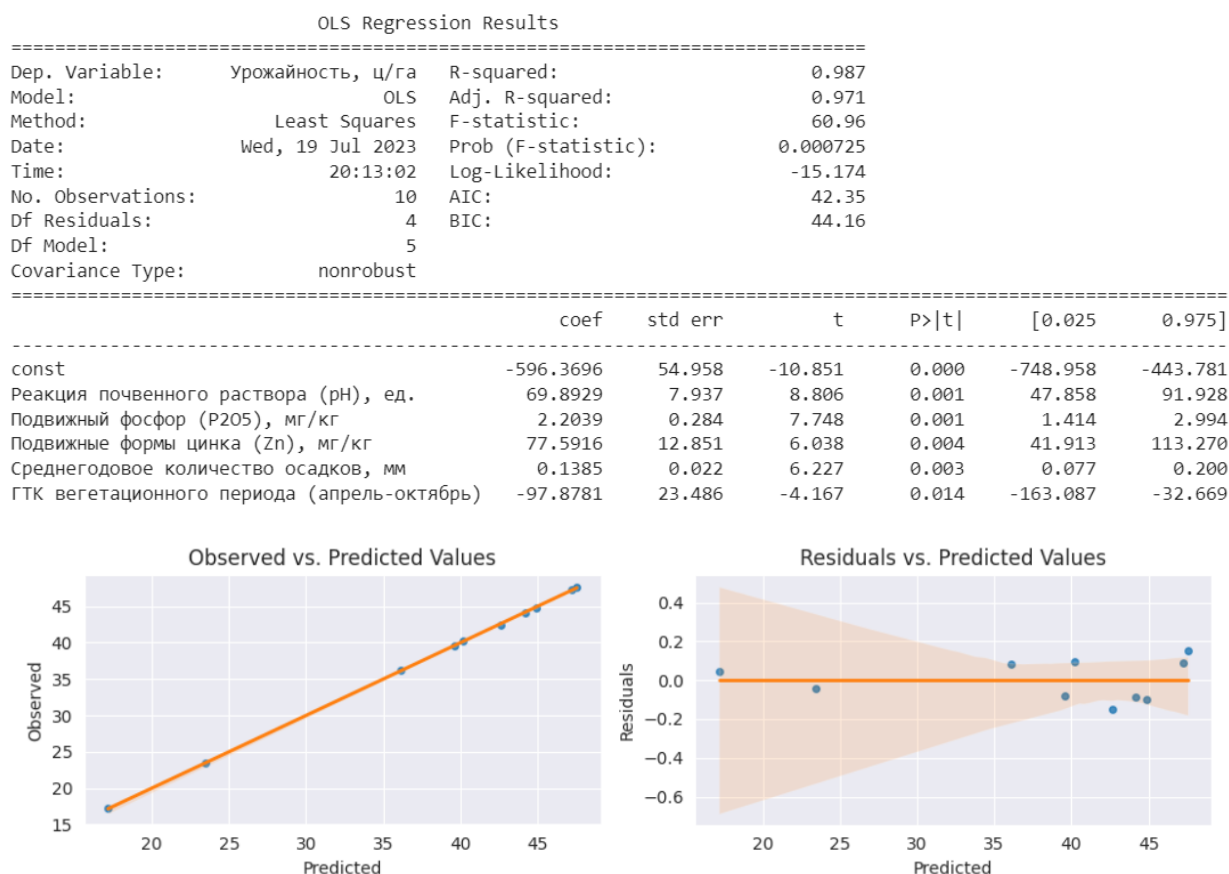 OLS Regression Results
==============================================================================
Dep. Variable: Урожайность, ц/га R-squared: 0.987
Model: OLS Adj. R-squared: 0.971
Method: Least Squares F-statistic: 60.96
Date: Wed, 19 Jul 2023 Prob (F-statistic): 0.000725
Time: 20:13:02 Log-Likelihood: -15.174
No. Observations: 10 AIC: 42.35
Df Residuals: 4 BIC: 44.16
Df Model: 5
Covariance Type: nonrobust
==============================================================================
coef std err t P>|t| [0.025 0.975]
------------------------------------------------------------------------------
const -596.3696 54.958 -10.851 0.000 -748.958 -443.781
Реакция почвенного раствора (pH), ед. 69.8929 7.937 8.806 0.001 47.858 91.928
Подвижный фосфор (P2O5), мг/кг 2.2039 0.284 7.748 0.001 1.414 2.994
Подвижные формы цинка (Zn), мг/кг 77.5916 12.851 6.038 0.004 41.913 113.270
Среднегодовое количество осадков, мм 0.1385 0.022 6.227 0.003 0.077 0.200
ГТК вегетационного периода (апрель-октябрь) -97.8781 23.486 -4.167 0.014 -163.087 -32.669
Observed vs. Predicted Values
45
40
35
30
25
20
15
Observed
20 25 30 35 40 45
Predicted
Residuals vs. Predicted Values
0.4
0.2
0.0
−0.2
−0.4
−0.6
Residuals
20 25 30 35 40 45
Predicted